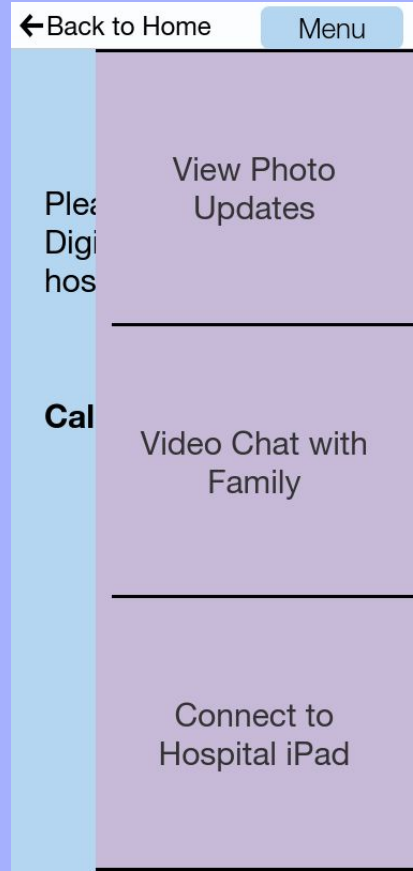 ←Back to Home
Menu
View Photo
Updates
Video Chat with
Family
Connect to
Hospital iPad